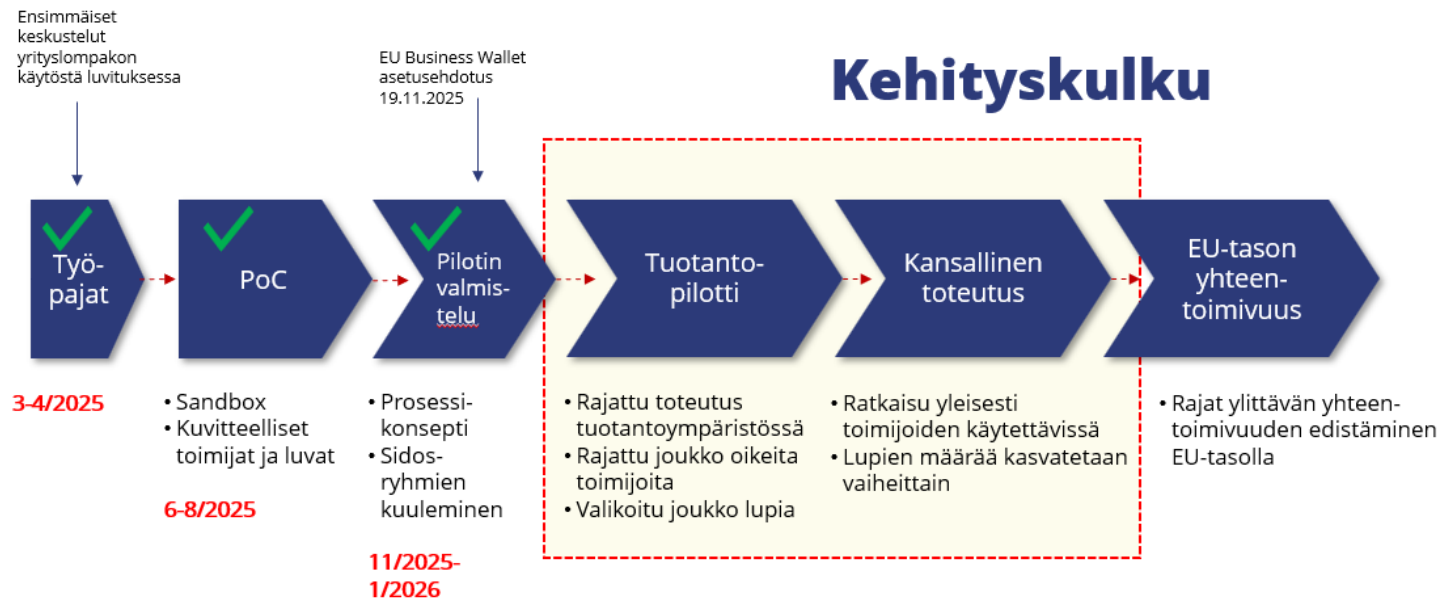 Ensimmäiset
keskustelut
yrityslompakon
käytöstä luvituksessa
EU Business Wallet
asetusehdotus
19.11.2025
Kehityskulku
Työ-
pajat
PoC
Pilotin
valmis-
telu
Tuotanto-
pilotti
Kansallinen
toteutus
EU-tason
yhteen-
toimivuus
3-4/2025
• Sandbox
• Kuvitteelliset
toimijat ja luvat
6-8/2025
• Prosessi-
konsepti
• Sidos-
ryhmien
kuuleminen
11/2025-
1/2026
• Rajattu toteutus
tuotantoympäristössä
• Rajattu joukko oikeita
toimijoita
• Valikoitu joukko lupia
• Ratkaisu yleisesti
toimijoiden käytettävissä
• Lupien määrää kasvatetaan
vaiheittain
• Rajat ylittävän yhteen-
toimivuuden edistäminen
EU-tasolla